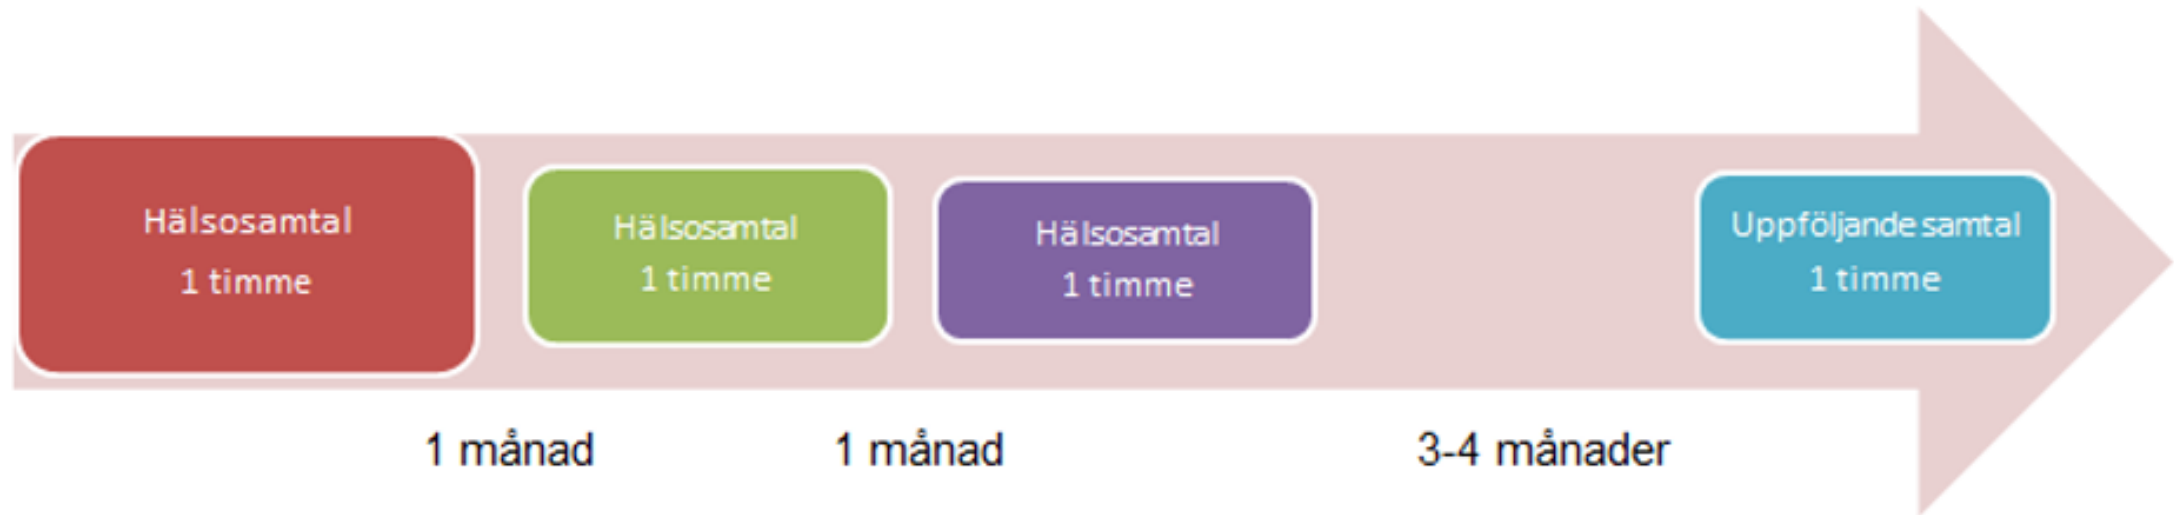 Hälsosamtal
1 timme
Hälsosamtal
1 timme
Hälsosamtal
1 timme
Uppföljande samtal
1 timme
1 månad
1 månad
3-4 månader